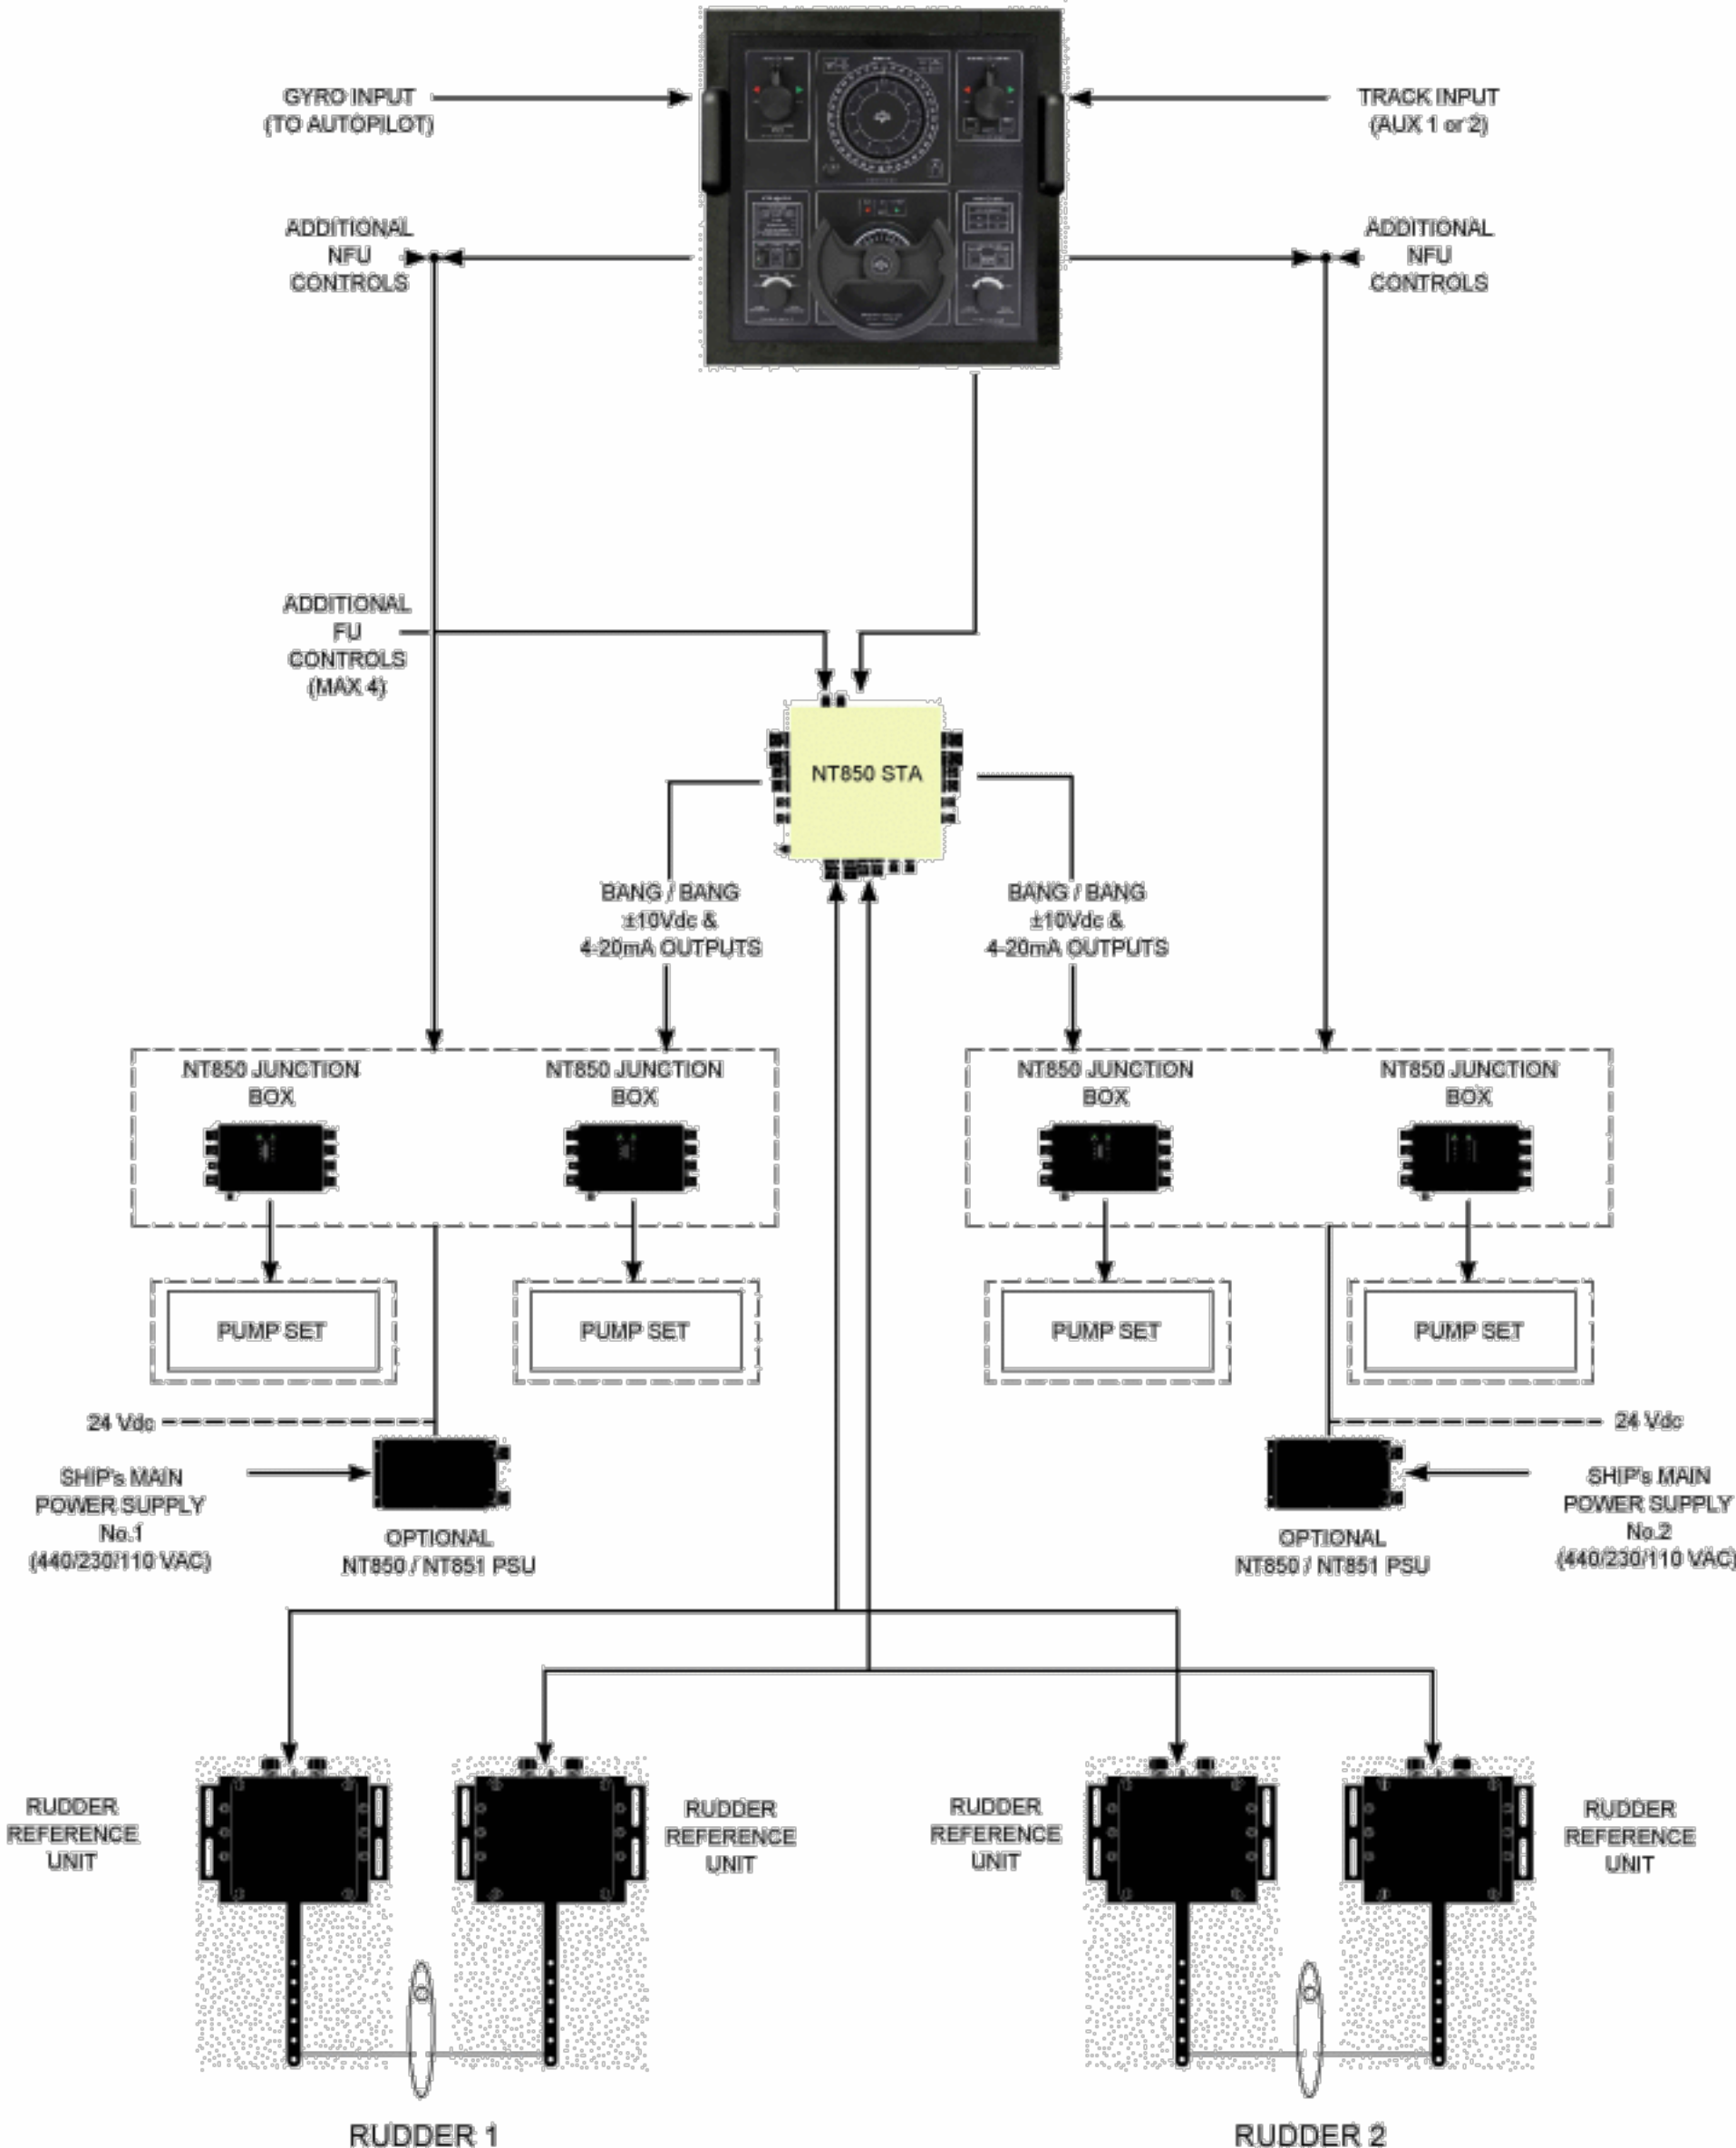 GYRO INPUT
(TO AUTOPILOT)
TRACK INPUT
(AUX 1 or 2)
ADDITIONAL
NFU
CONTROLS
ADDITIONAL
NFU
CONTROLS
ADDITIONAL
FU
CONTROLS
(MAX 4)
NT850 STA
BANG / BANG
±10Vdc &
4-20mA OUTPUTS
BANG / BANG
±10Vdc &
4-20mA OUTPUTS
NT850 JUNCTION
BOX
NT850 JUNCTION
BOX
NT850 JUNCTION
BOX
NT850 JUNCTION
BOX
PUMP SET
PUMP SET
PUMP SET
PUMP SET
24 Vdc
24 Vdc
SHIP's MAIN
POWER SUPPLY
No.1
(440/230/110 VAC)
OPTIONAL
NT850 / NT851 PSU
OPTIONAL
NT850 / NT851 PSU
SHIP's MAIN
POWER SUPPLY
No.2
(440/230/110 VAC)
RUDDER
REFERENCE
UNIT
RUDDER
REFERENCE
UNIT
RUDDER
REFERENCE
UNIT
RUDDER
REFERENCE
UNIT
RUDDER 1
RUDDER 2